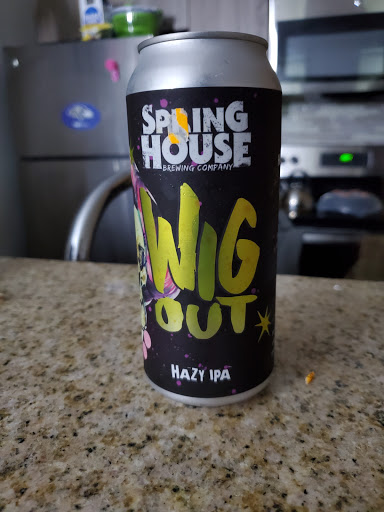 SPRING
HOUSE
BREWING COMPANY
WIG
OUT
HAZY IPA